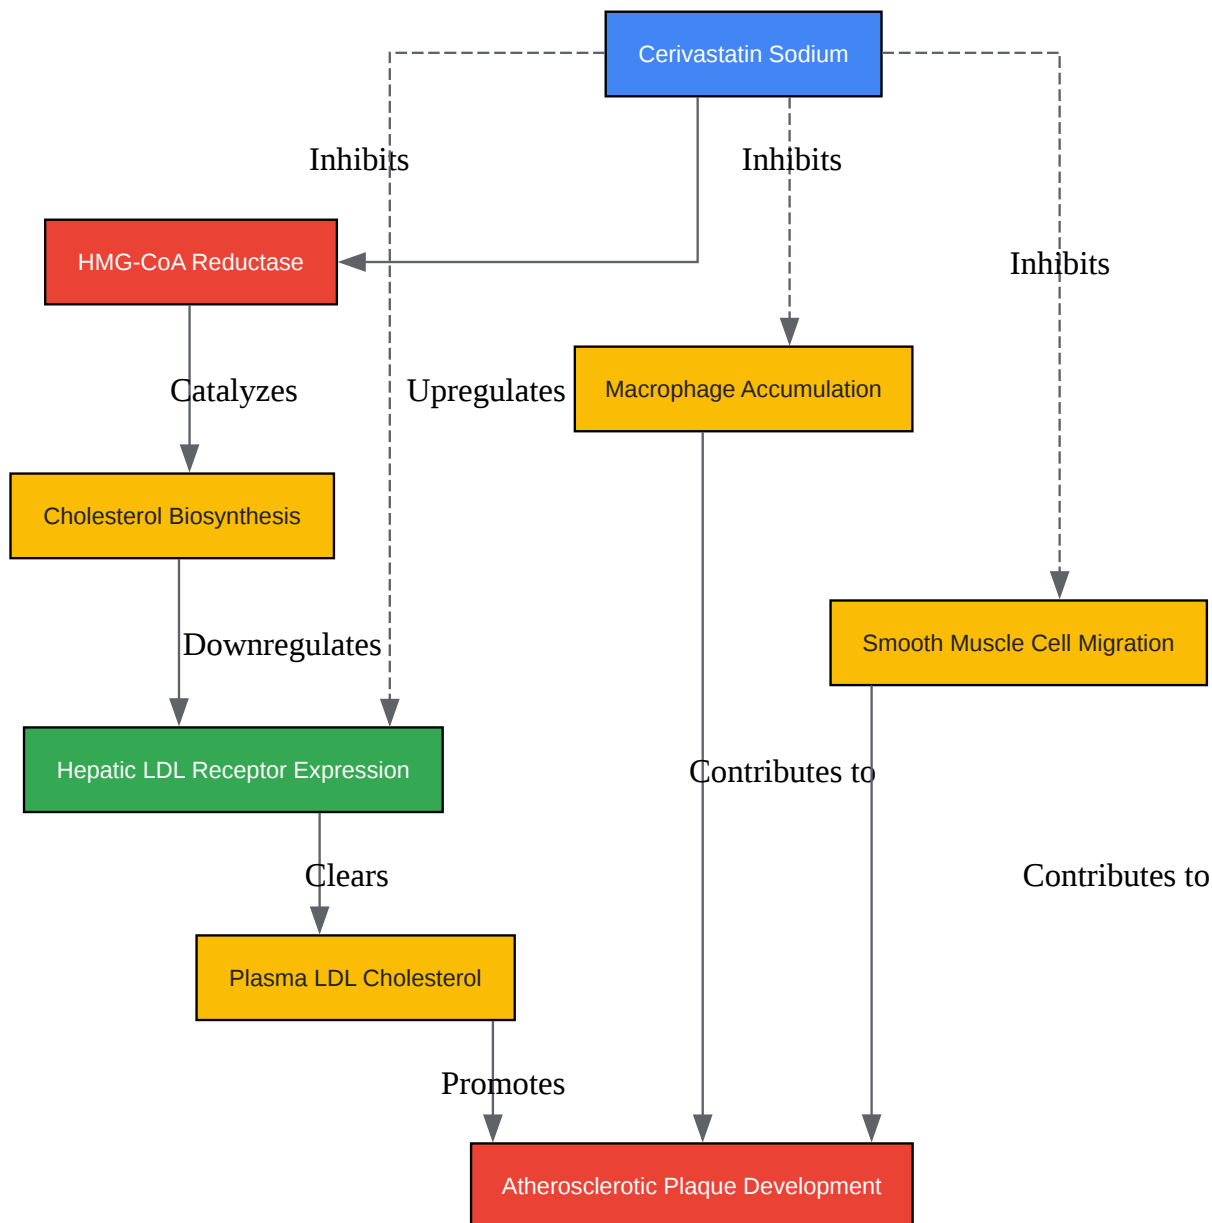 Cerivastatin Sodium
Inhibits
Inhibits
Inhibits
HMG-CoA Reductase
Catalyzes
Upregulates
Macrophage Accumulation
Cholesterol Biosynthesis
Downregulates
Smooth Muscle Cell Migration
Hepatic LDL Receptor Expression
Contributes to
Clears
Contributes to
Plasma LDL Cholesterol
Promotes
Atherosclerotic Plaque Development